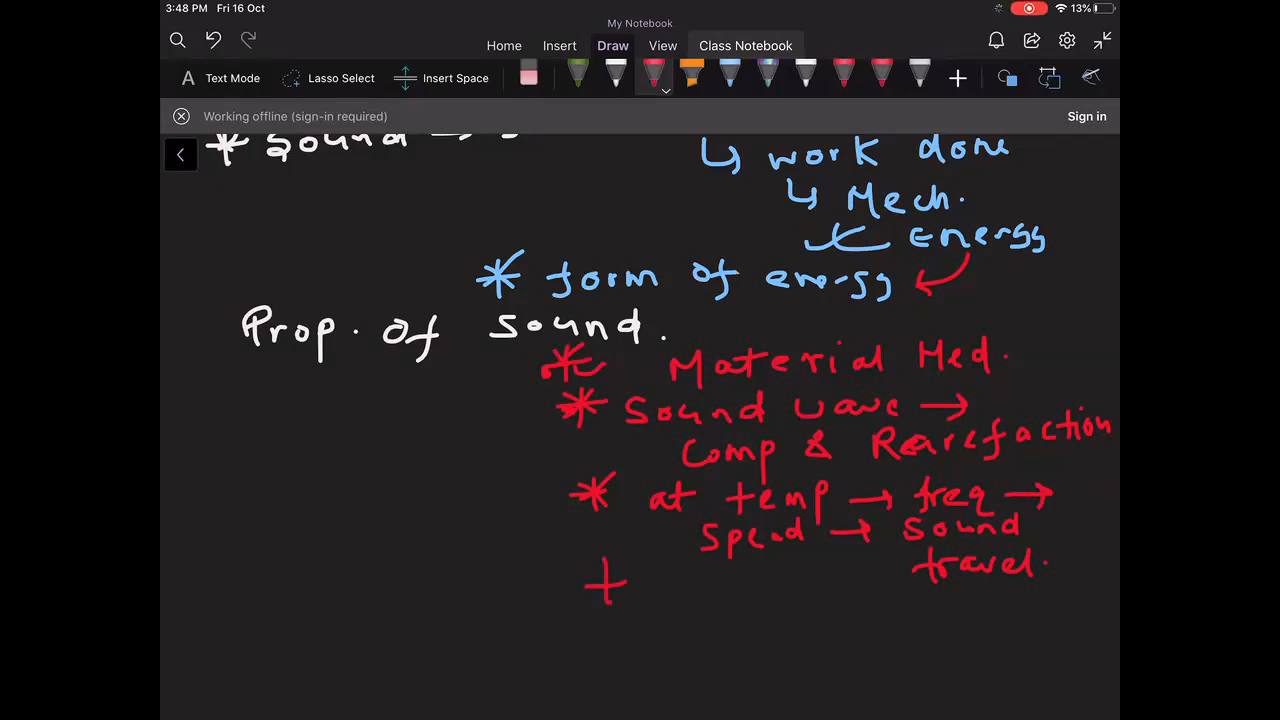 3:48 PM Fri 16 Oct
13%
My Notebook
Home Insert Draw View Class Notebook
A Text Mode Lasso Select Insert Space
Working offline (sign-in required) Sign in
* Sound →
↳ work done
↳ Mech.
energy
* form of energy
Prop. of Sound.
* Material Med.
* Sound wave →
Comp & Rarefaction
* at temp → freq →
speed → sound
travel.